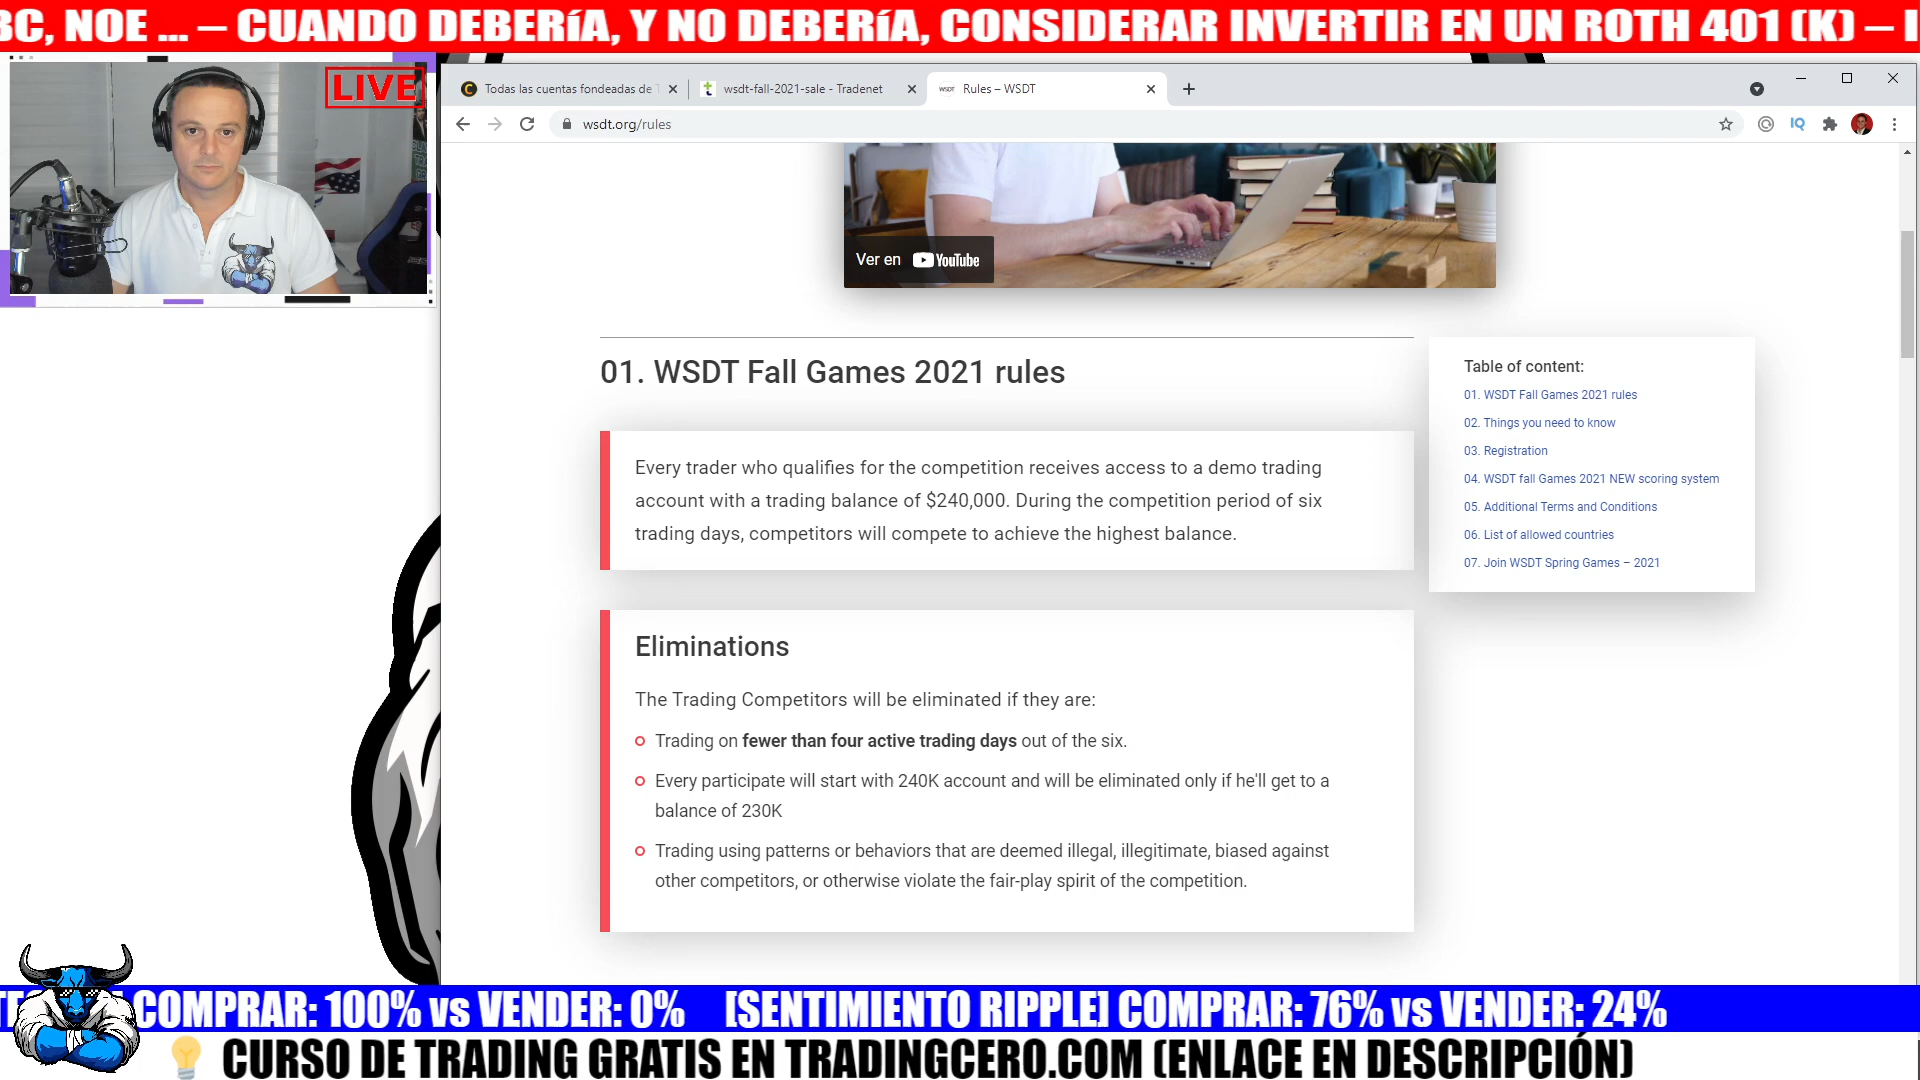 BC, NOE ... – CUANDO DEBERíA, Y NO DEBERíA, CONSIDERAR INVERTIR EN UN ROTH 401 (K) –
LIVE
Todas las cuentas fondeadas de
wsdt-fall-2021-sale - Tradenet
WSDT Rules – WSDT
wsdt.org/rules
IQ
Ver en YouTube
01. WSDT Fall Games 2021 rules
Every trader who qualifies for the competition receives access to a demo trading
account with a trading balance of $240,000. During the competition period of six
trading days, competitors will compete to achieve the highest balance.
Eliminations
The Trading Competitors will be eliminated if they are:
Trading on fewer than four active trading days out of the six.
Every participate will start with 240K account and will be eliminated only if he'll get to a
balance of 230K
Trading using patterns or behaviors that are deemed illegal, illegitimate, biased against
other competitors, or otherwise violate the fair-play spirit of the competition.
Table of content:
01. WSDT Fall Games 2021 rules
02. Things you need to know
03. Registration
04. WSDT fall Games 2021 NEW scoring system
05. Additional Terms and Conditions
06. List of allowed countries
07. Join WSDT Spring Games – 2021
COMPRAR: 100% vs VENDER: 0% [SENTIMIENTO RIPPLE] COMPRAR: 76% vs VENDER: 24%
CURSO DE TRADING GRATIS EN TRADINGCERO.COM (ENLACE EN DESCRIPCIÓN)